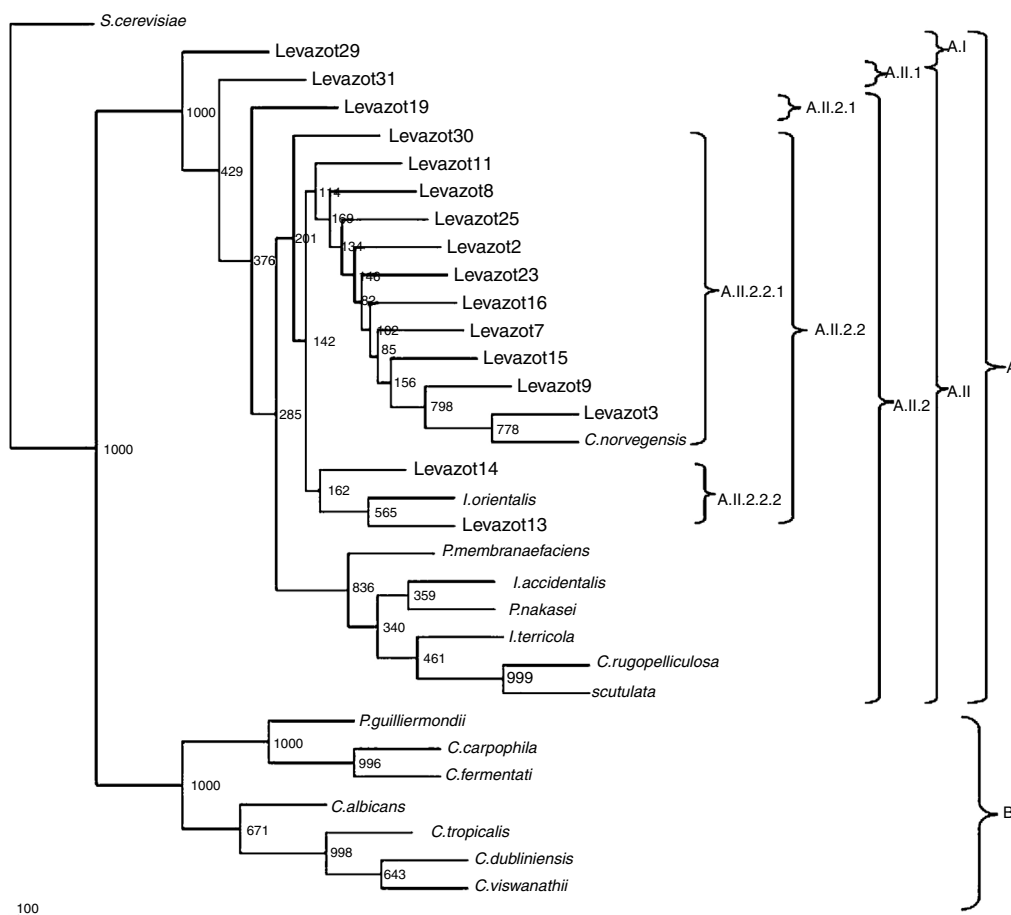 S.cerevisiae
Levazot29
A.I
Levazot31
A.II.1
1000
Levazot19
A.II.2.1
Levazot30
Levazot11
429
Levazot8
114
Levazot25
169
201
Levazot2
134
376
Levazot23
146
A.II.2.2.1
Levazot16
82
Levazot7
102
A.II.2.2
142
85
Levazot15
A
156
Levazot9
A.II
798
A.II.2
285
Levazot3
778
C.norvegensis
1000
Levazot14
162
I.orientalis
A.II.2.2.2
565
Levazot13
P.membranaefaciens
836
I.accidentalis
359
P.nakasei
340
I.terricola
461
C.rugopelliculosa
999
scutulata
P.guilliermondii
1000
C.carpophila
996
C.fermentati
1000
C.albicans
B
671
C.tropicalis
998
C.dubliniensis
643
C.viswanathii
100